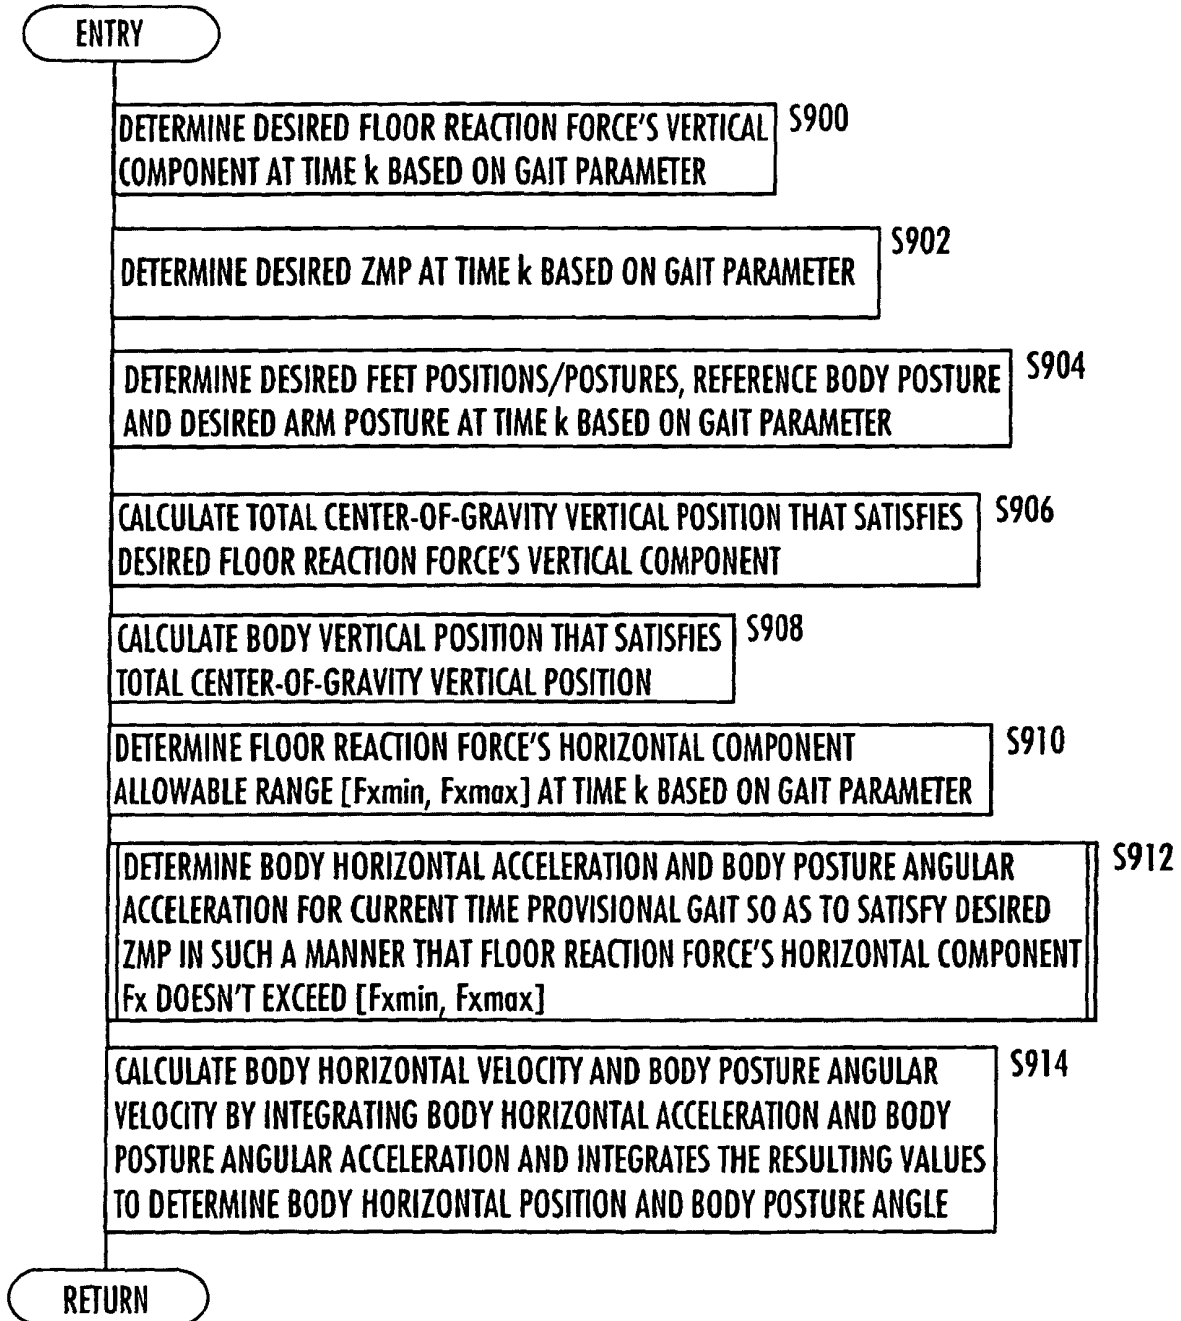 ENTRY
DETERMINE DESIRED FLOOR REACTION FORCE'S VERTICAL
COMPONENT AT TIME k BASED ON GAIT PARAMETER
S900
DETERMINE DESIRED ZMP AT TIME k BASED ON GAIT PARAMETER
S902
DETERMINE DESIRED FEET POSITIONS/POSTURES, REFERENCE BODY POSTURE
AND DESIRED ARM POSTURE AT TIME k BASED ON GAIT PARAMETER
S904
CALCULATE TOTAL CENTER-OF-GRAVITY VERTICAL POSITION THAT SATISFIES
DESIRED FLOOR REACTION FORCE'S VERTICAL COMPONENT
S906
CALCULATE BODY VERTICAL POSITION THAT SATISFIES
TOTAL CENTER-OF-GRAVITY VERTICAL POSITION
S908
DETERMINE FLOOR REACTION FORCE'S HORIZONTAL COMPONENT
ALLOWABLE RANGE [Fxmin, Fxmax] AT TIME k BASED ON GAIT PARAMETER
S910
DETERMINE BODY HORIZONTAL ACCELERATION AND BODY POSTURE ANGULAR
ACCELERATION FOR CURRENT TIME PROVISIONAL GAIT SO AS TO SATISFY DESIRED
ZMP IN SUCH A MANNER THAT FLOOR REACTION FORCE'S HORIZONTAL COMPONENT
Fx DOESN'T EXCEED [Fxmin, Fxmax]
S912
CALCULATE BODY HORIZONTAL VELOCITY AND BODY POSTURE ANGULAR
VELOCITY BY INTEGRATING BODY HORIZONTAL ACCELERATION AND BODY
POSTURE ANGULAR ACCELERATION AND INTEGRATES THE RESULTING VALUES
TO DETERMINE BODY HORIZONTAL POSITION AND BODY POSTURE ANGLE
S914
RETURN